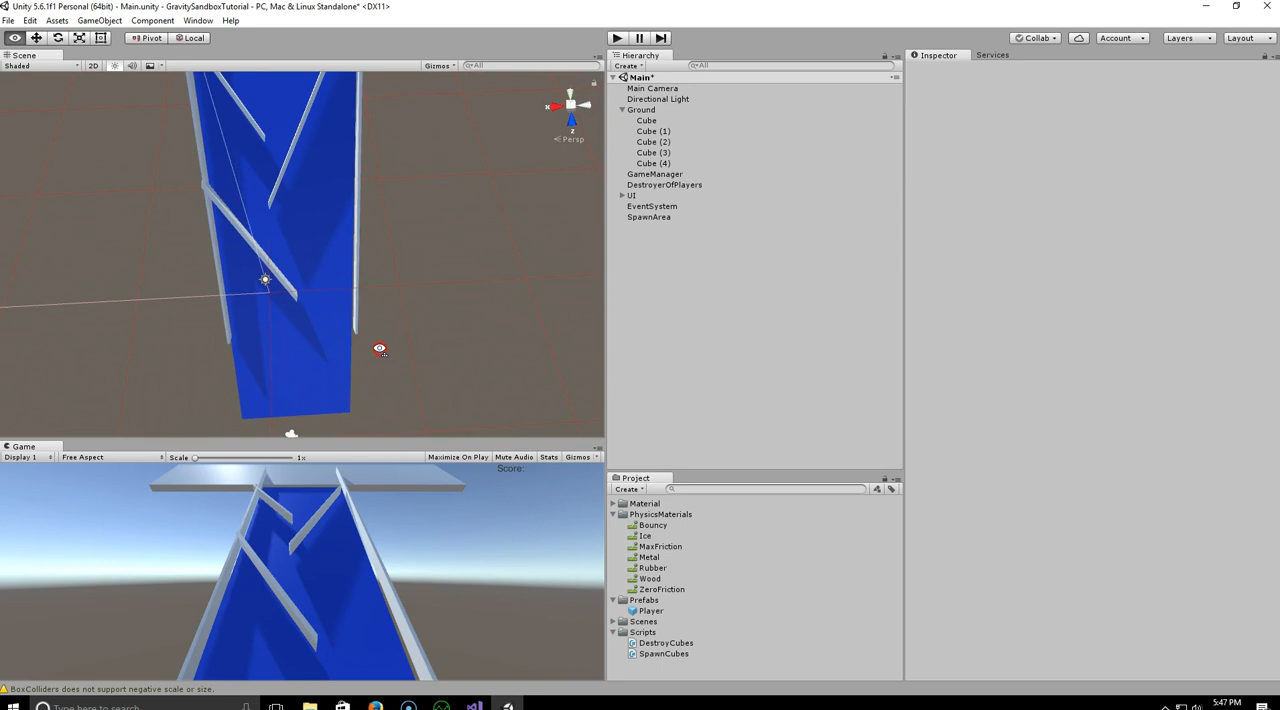 Unity 5.6.1f1 Personal (64bit) - Main.unity - GravitySandboxTutorial - PC, Mac & Linux Standalone* <DX11>
File Edit Assets GameObject Component Window Help
Pivot Local Collab Account Layers Layout
Scene
Shaded 2D Gizmos All
x
z
Persp
Hierarchy
Create All
Main*
Main Camera
Directional Light
Ground
Cube
Cube (1)
Cube (2)
Cube (3)
Cube (4)
GameManager
DestroyerOfPlayers
UI
EventSystem
SpawnArea
Inspector Services
Game
Display 1 Free Aspect Scale 1x Maximize On Play Mute Audio Stats Gizmos
Score:
Project
Create
Material
PhysicsMaterials
Bouncy
Ice
MaxFriction
Metal
Rubber
Wood
ZeroFriction
Prefabs
Player
Scenes
Scripts
DestroyCubes
SpawnCubes
BoxColliders does not support negative scale or size.
Type here to search
5:47 PM